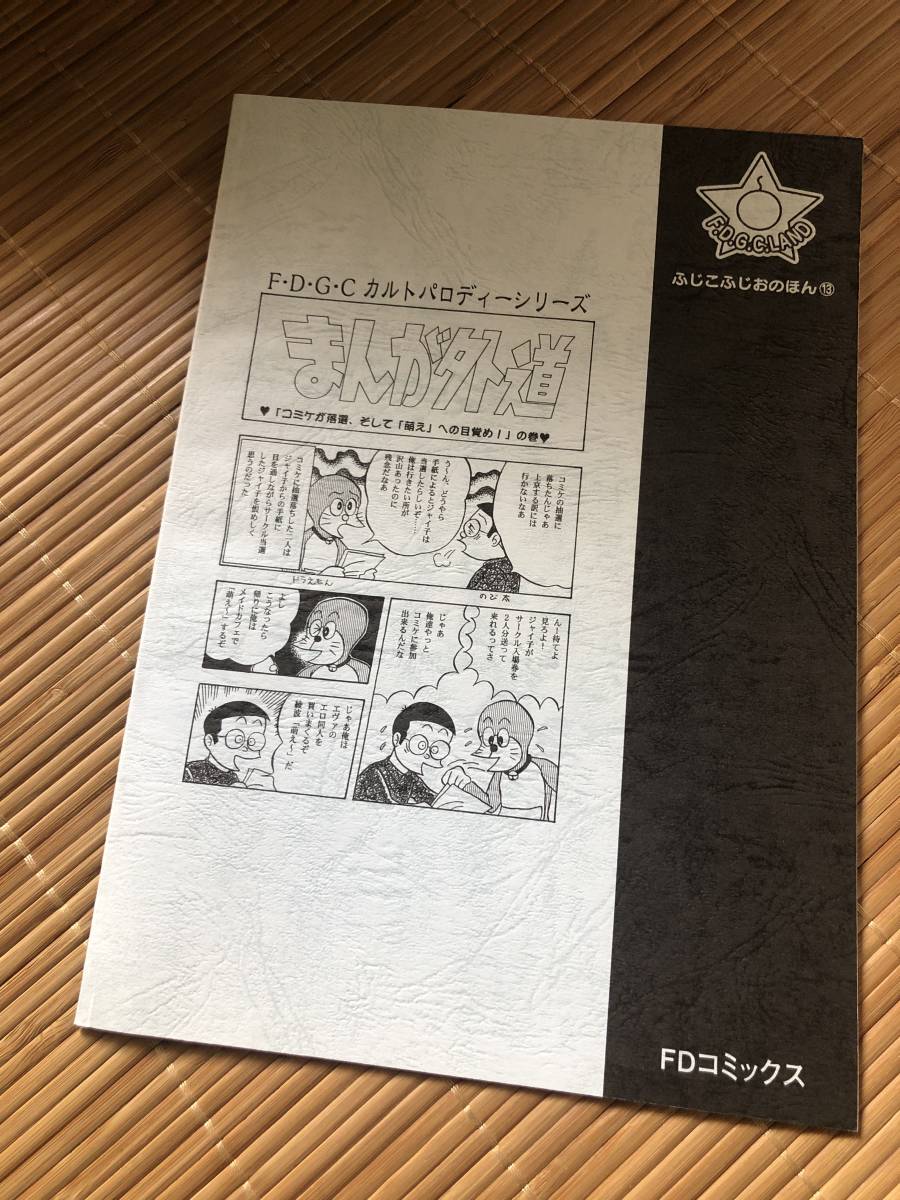 F.D.G.C.LAND
ふじこふじおのほん⑬
F・D・G・C カルトパロディーシリーズ
まんが外道
♥「コミケが落選、そして「萌え」への目覚め！」の巻♥
コミケの抽選に
落ちたんじゃあ
上京する訳には
行かないなあ
う〜ん、どうやら
手紙によるとジャイ子は
当選したらしいぞ……
俺は行きたい所が
沢山あったのに
残念だなあ
コミケに抽選落ちした二人は
ジャイ子からの手紙に
目を通しながらサークル当選
したジャイ子を恨めしく
思うのだった
ドラえもん
のび太
ん！待てよ
見ろよ！
ジャイ子が
サークル入場券を
2人分送って
来れるってさ
じゃあ
俺達やっと
コミケに参加
出来るんだな
よし
こうなったら
帰りに俺は
メイドカフェで
「萌え〜」するぞ
じゃあ俺は
エヴァの
エロ同人を
買いまくるぞ
綾波「萌え〜」だ
FDコミックス